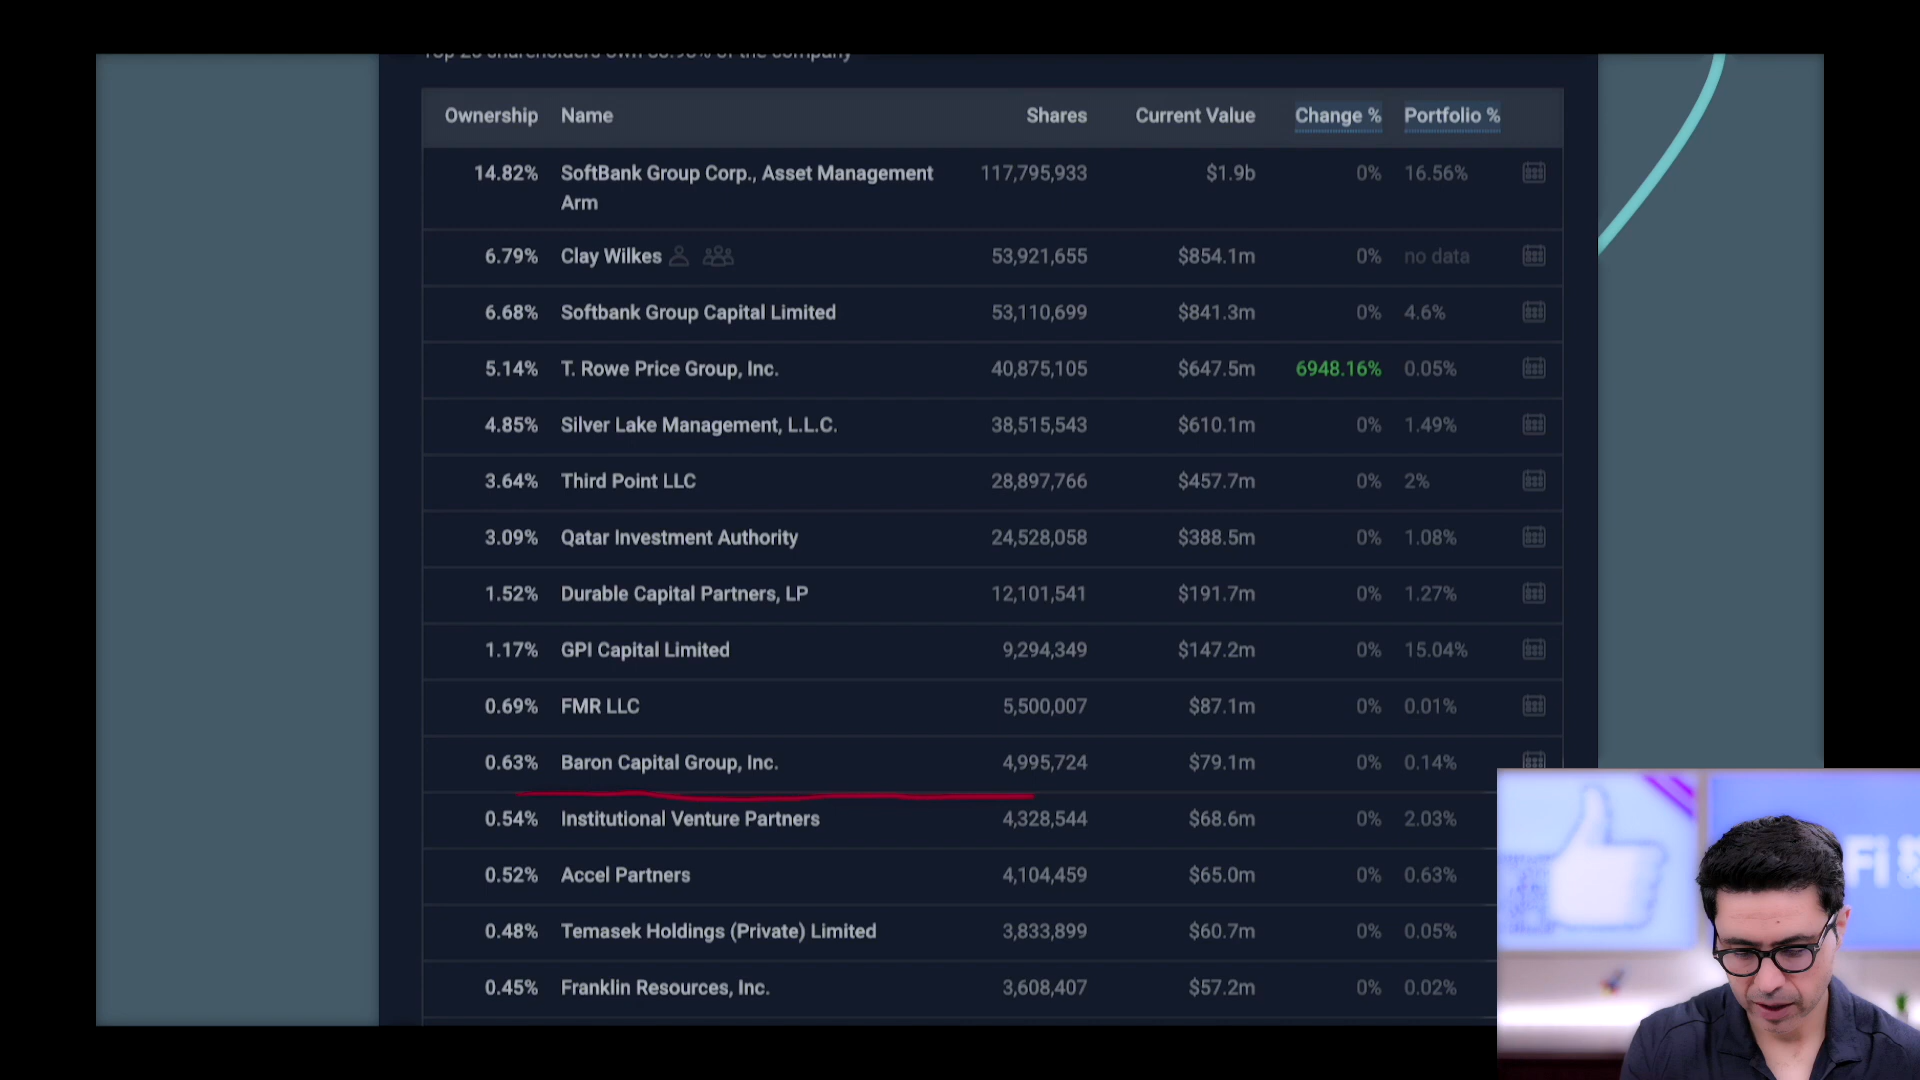 Top 25 shareholders own of the company
Ownership Name Shares Current Value Change % Portfolio %
14.82% SoftBank Group Corp., Asset Management Arm 117,795,933 $1.9b 0% 16.56%
6.79% Clay Wilkes 53,921,655 $854.1m 0% no data
6.68% Softbank Group Capital Limited 53,110,699 $841.3m 0% 4.6%
5.14% T. Rowe Price Group, Inc. 40,875,105 $647.5m 6948.16% 0.05%
4.85% Silver Lake Management, L.L.C. 38,515,543 $610.1m 0% 1.49%
3.64% Third Point LLC 28,897,766 $457.7m 0% 2%
3.09% Qatar Investment Authority 24,528,058 $388.5m 0% 1.08%
1.52% Durable Capital Partners, LP 12,101,541 $191.7m 0% 1.27%
1.17% GPI Capital Limited 9,294,349 $147.2m 0% 15.04%
0.69% FMR LLC 5,500,007 $87.1m 0% 0.01%
0.63% Baron Capital Group, Inc. 4,995,724 $79.1m 0% 0.14%
0.54% Institutional Venture Partners 4,328,544 $68.6m 0% 2.03%
0.52% Accel Partners 4,104,459 $65.0m 0% 0.63%
0.48% Temasek Holdings (Private) Limited 3,833,899 $60.7m 0% 0.05%
0.45% Franklin Resources, Inc. 3,608,407 $57.2m 0% 0.02%
Fi